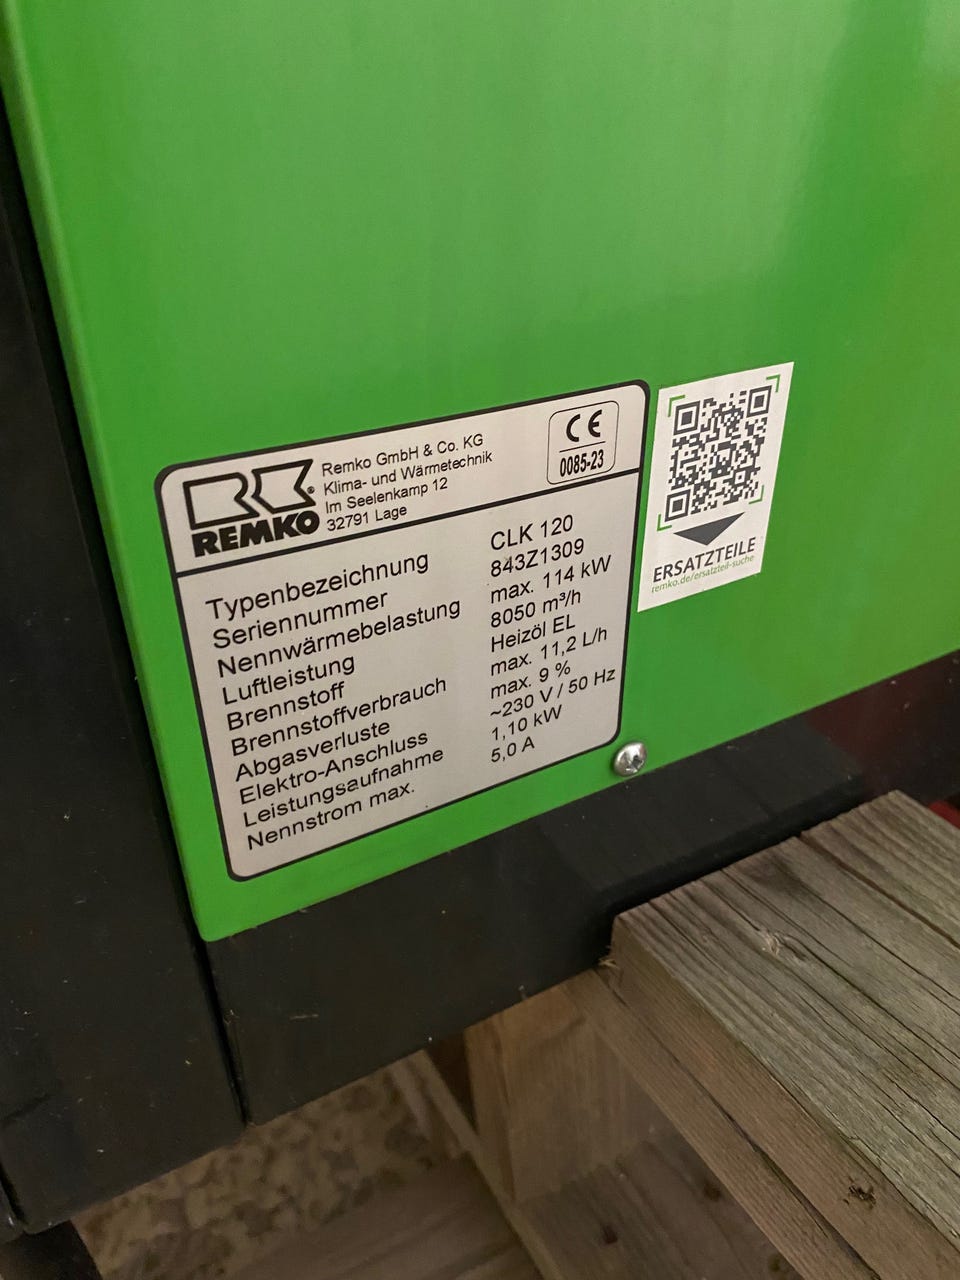 REMKO®
Remko GmbH & Co. KG
Klima- und Wärmetechnik
Im Seelenkamp 12
32791 Lage
CE
0085-23
Typenbezeichnung CLK 120
Seriennummer 843Z1309
Nennwärmebelastung max. 114 kW
Luftleistung 8050 m³/h
Brennstoff Heizöl EL
Brennstoffverbrauch max. 11,2 L/h
Abgasverluste max. 9 %
Elektro-Anschluss ~230 V / 50 Hz
Leistungsaufnahme 1,10 kW
Nennstrom max. 5,0 A
ERSATZTEILE
remko.de/ersatzteil-suche